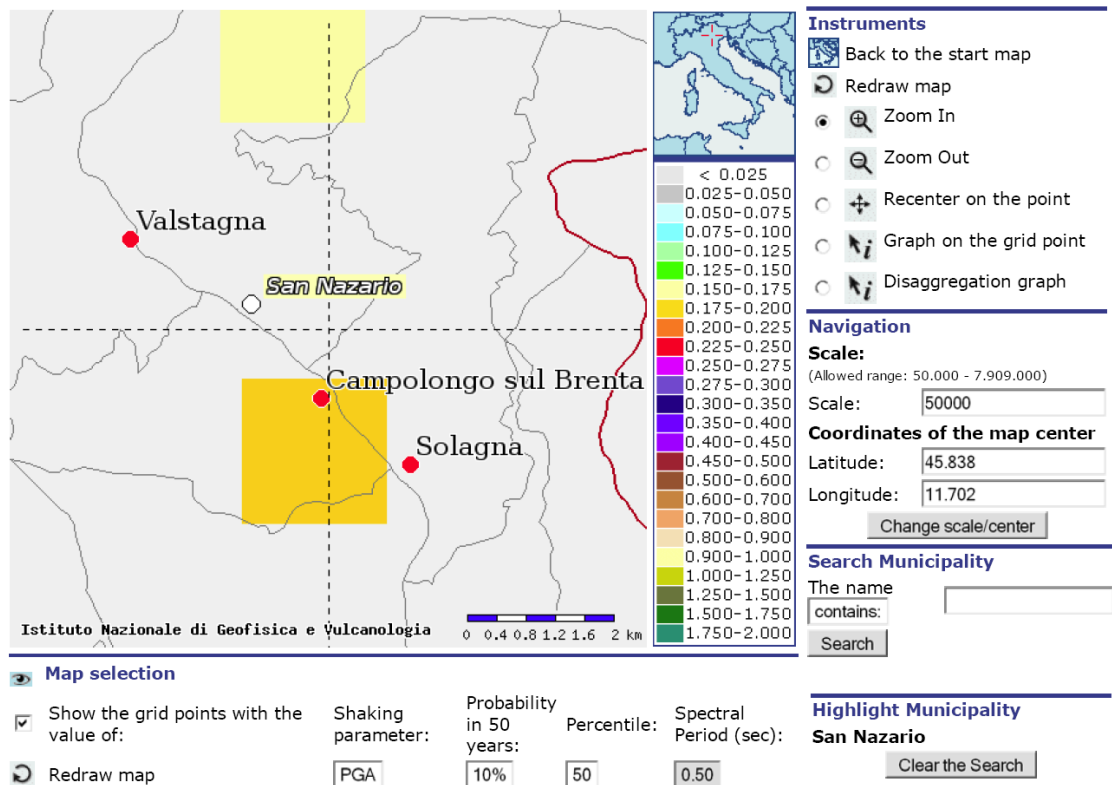 Valstagna
San Nazario
Campolongo sul Brenta
Solagna
Istituto Nazionale di Geofisica e Vulcanologia
0 0.4 0.8 1.2 1.6 2 km
< 0.025
0.025-0.050
0.050-0.075
0.075-0.100
0.100-0.125
0.125-0.150
0.150-0.175
0.175-0.200
0.200-0.225
0.225-0.250
0.250-0.275
0.275-0.300
0.300-0.350
0.350-0.400
0.400-0.450
0.450-0.500
0.500-0.600
0.600-0.700
0.700-0.800
0.800-0.900
0.900-1.000
1.000-1.250
1.250-1.500
1.500-1.750
1.750-2.000
Instruments
Back to the start map
Redraw map
Zoom In
Zoom Out
Recenter on the point
Graph on the grid point
Disaggregation graph
Navigation
Scale:
(Allowed range: 50.000 - 7.909.000)
Scale: 50000
Coordinates of the map center
Latitude: 45.838
Longitude: 11.702
Change scale/center
Search Municipality
The name
contains:
Search
Map selection
Show the grid points with the
value of:
Shaking
parameter:
Probability
in 50
years:
Percentile:
Spectral
Period (sec):
Redraw map
PGA
10%
50
0.50
Highlight Municipality
San Nazario
Clear the Search